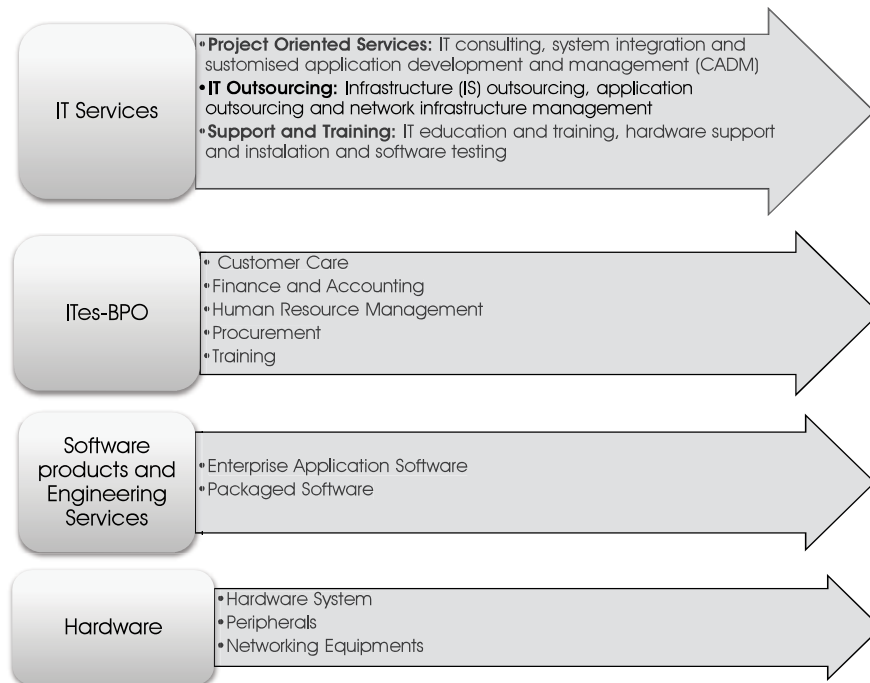 IT Services
•Project Oriented Services: IT consulting, system integration and
sustomised application development and management (CADM)
•IT Outsourcing: Infrastructure (IS) outsourcing, application
outsourcing and network infrastructure management
•Support and Training: IT education and training, hardware support
and instalation and software testing
ITes-BPO
• Customer Care
•Finance and Accounting
•Human Resource Management
•Procurement
•Training
Software
products and
Engineering
Services
•Enterprise Application Software
•Packaged Software
Hardware
•Hardware System
•Peripherals
•Networking Equipments